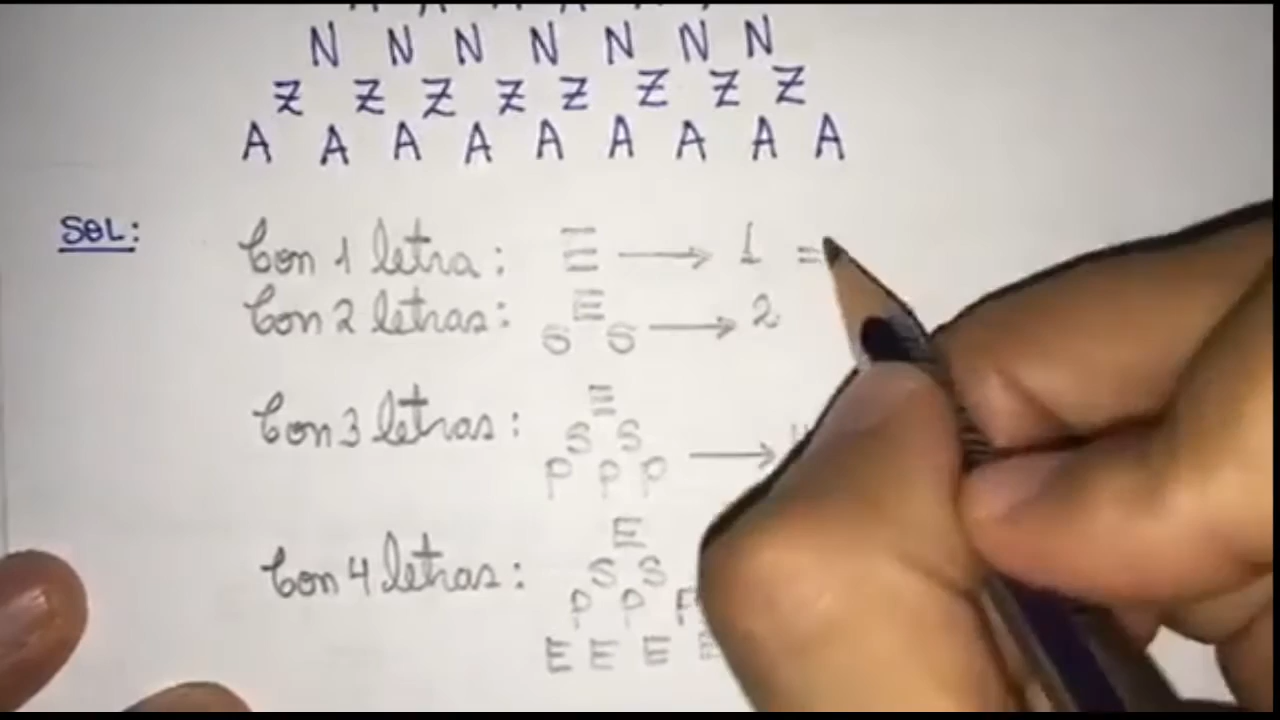 N N N N N N N
Z Z Z Z Z Z Z Z
A A A A A A A A A
SOL:
Con 1 letra: E → 1 =
Con 2 letras: E
S S → 2
E
Con 3 letras: S S
P P P →
E
Con 4 letras: S S
P P P
E E E E